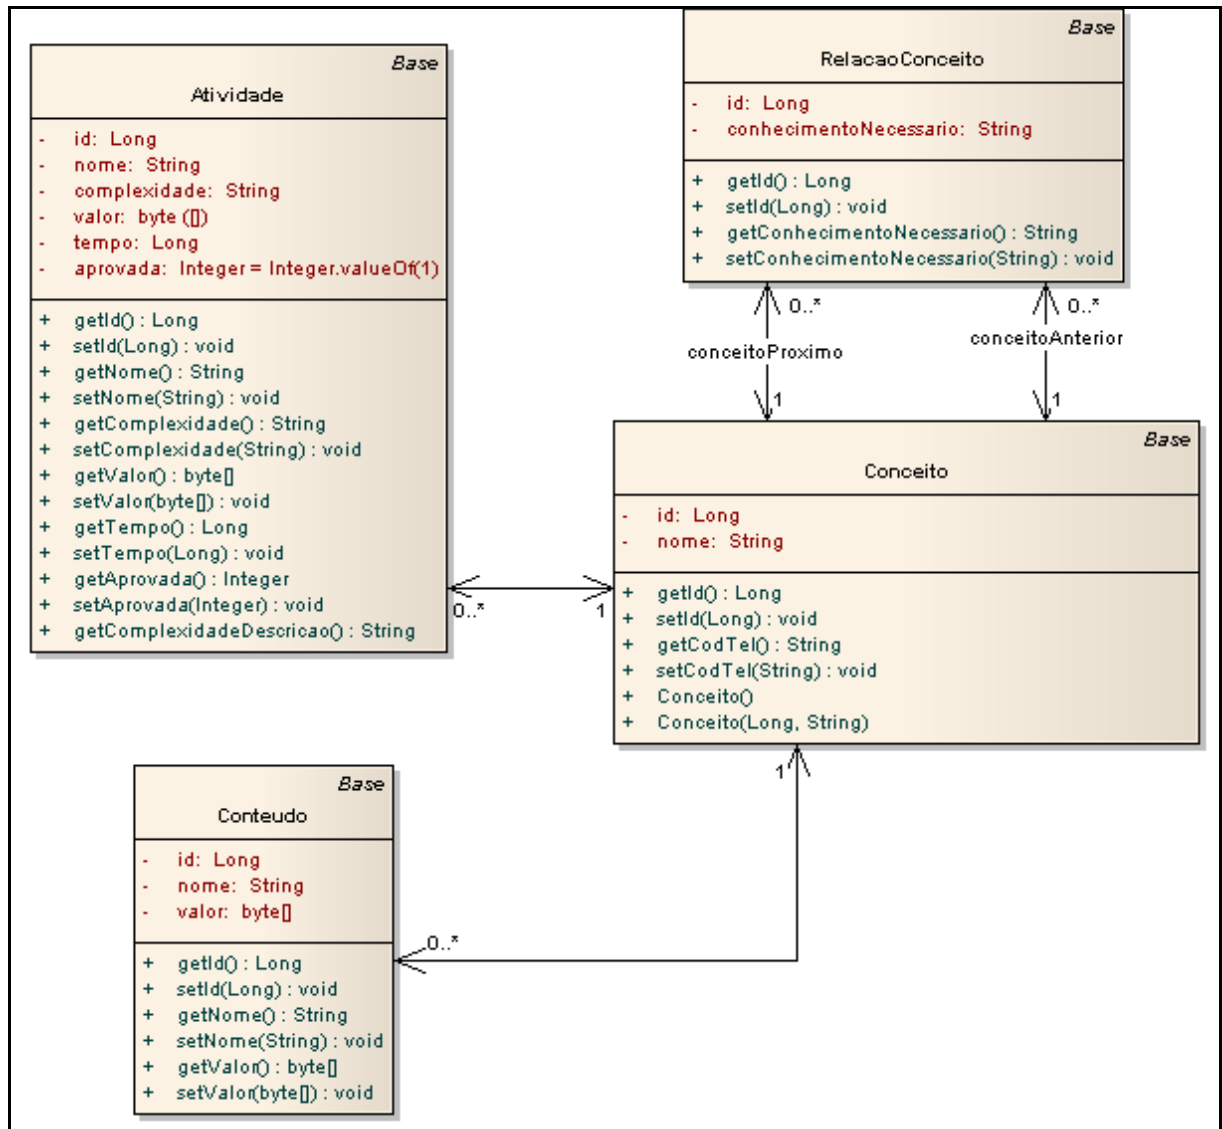 Base
Atividade
- id: Long
- nome: String
- complexidade: String
- valor: byte ([])
- tempo: Long
- aprovada: Integer = Integer.valueOf(1)
+ getId() : Long
+ setId(Long) : void
+ getNome() : String
+ setNome(String) : void
+ getComplexidade() : String
+ setComplexidade(String) : void
+ getValor() : byte[]
+ setValor(byte[]) : void
+ getTempo() : Long
+ setTempo(Long) : void
+ getAprovada() : Integer
+ setAprovada(Integer) : void
+ getComplexidadeDescricao() : String
Base
RelacaoConceito
- id: Long
- conhecimentoNecessario: String
+ getId() : Long
+ setId(Long) : void
+ getConhecimentoNecessario() : String
+ setConhecimentoNecessario(String) : void
0..*
0..*
conceitoProximo
conceitoAnterior
1
1
Base
Conceito
- id: Long
- nome: String
+ getId() : Long
+ setId(Long) : void
+ getCodTel() : String
+ setCodTel(String) : void
+ Conceito()
+ Conceito(Long, String)
0..*
1
1
0..*
Base
Conteudo
- id: Long
- nome: String
- valor: byte[]
+ getId() : Long
+ setId(Long) : void
+ getNome() : String
+ setNome(String) : void
+ getValor() : byte[]
+ setValor(byte[]) : void